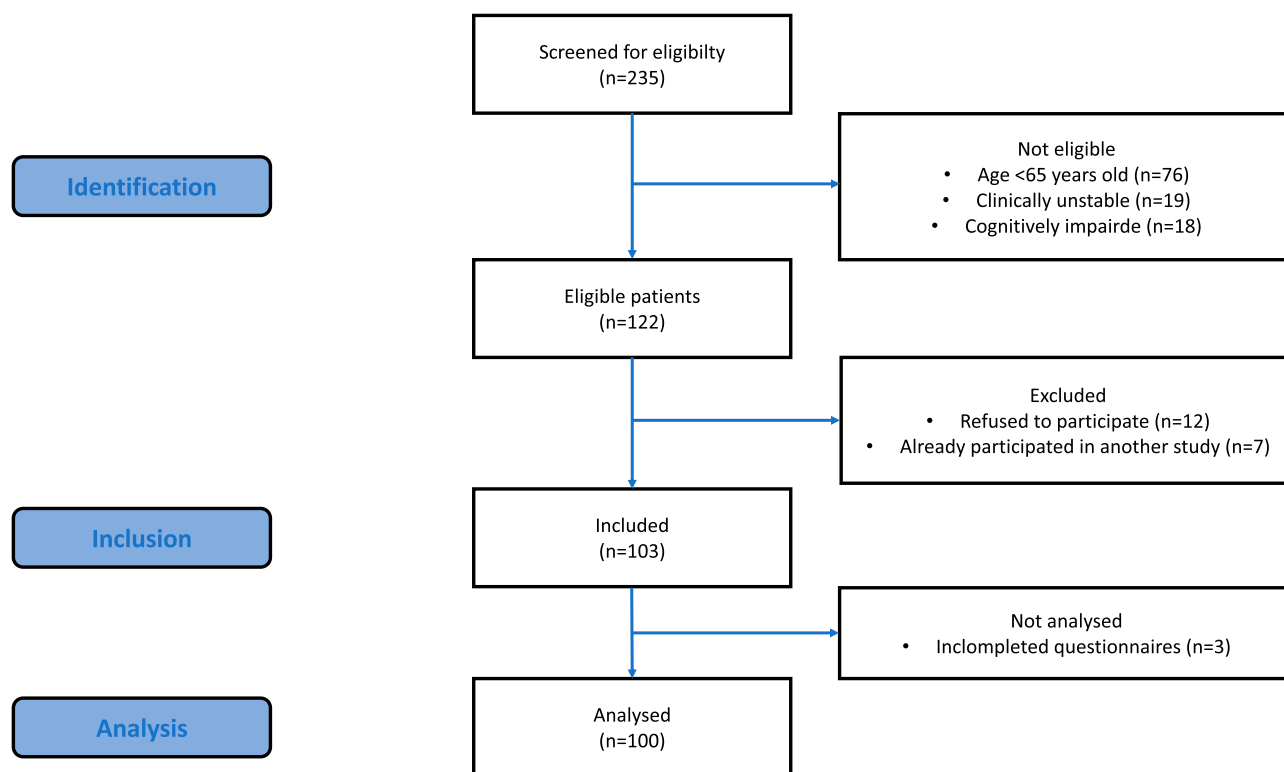 Screened for eligibilty
(n=235)
Identification
Not eligible
• Age <65 years old (n=76)
• Clinically unstable (n=19)
• Cognitively impairde (n=18)
Eligible patients
(n=122)
Excluded
• Refused to participate (n=12)
• Already participated in another study (n=7)
Inclusion
Included
(n=103)
Not analysed
• Inclompleted questionnaires (n=3)
Analysis
Analysed
(n=100)